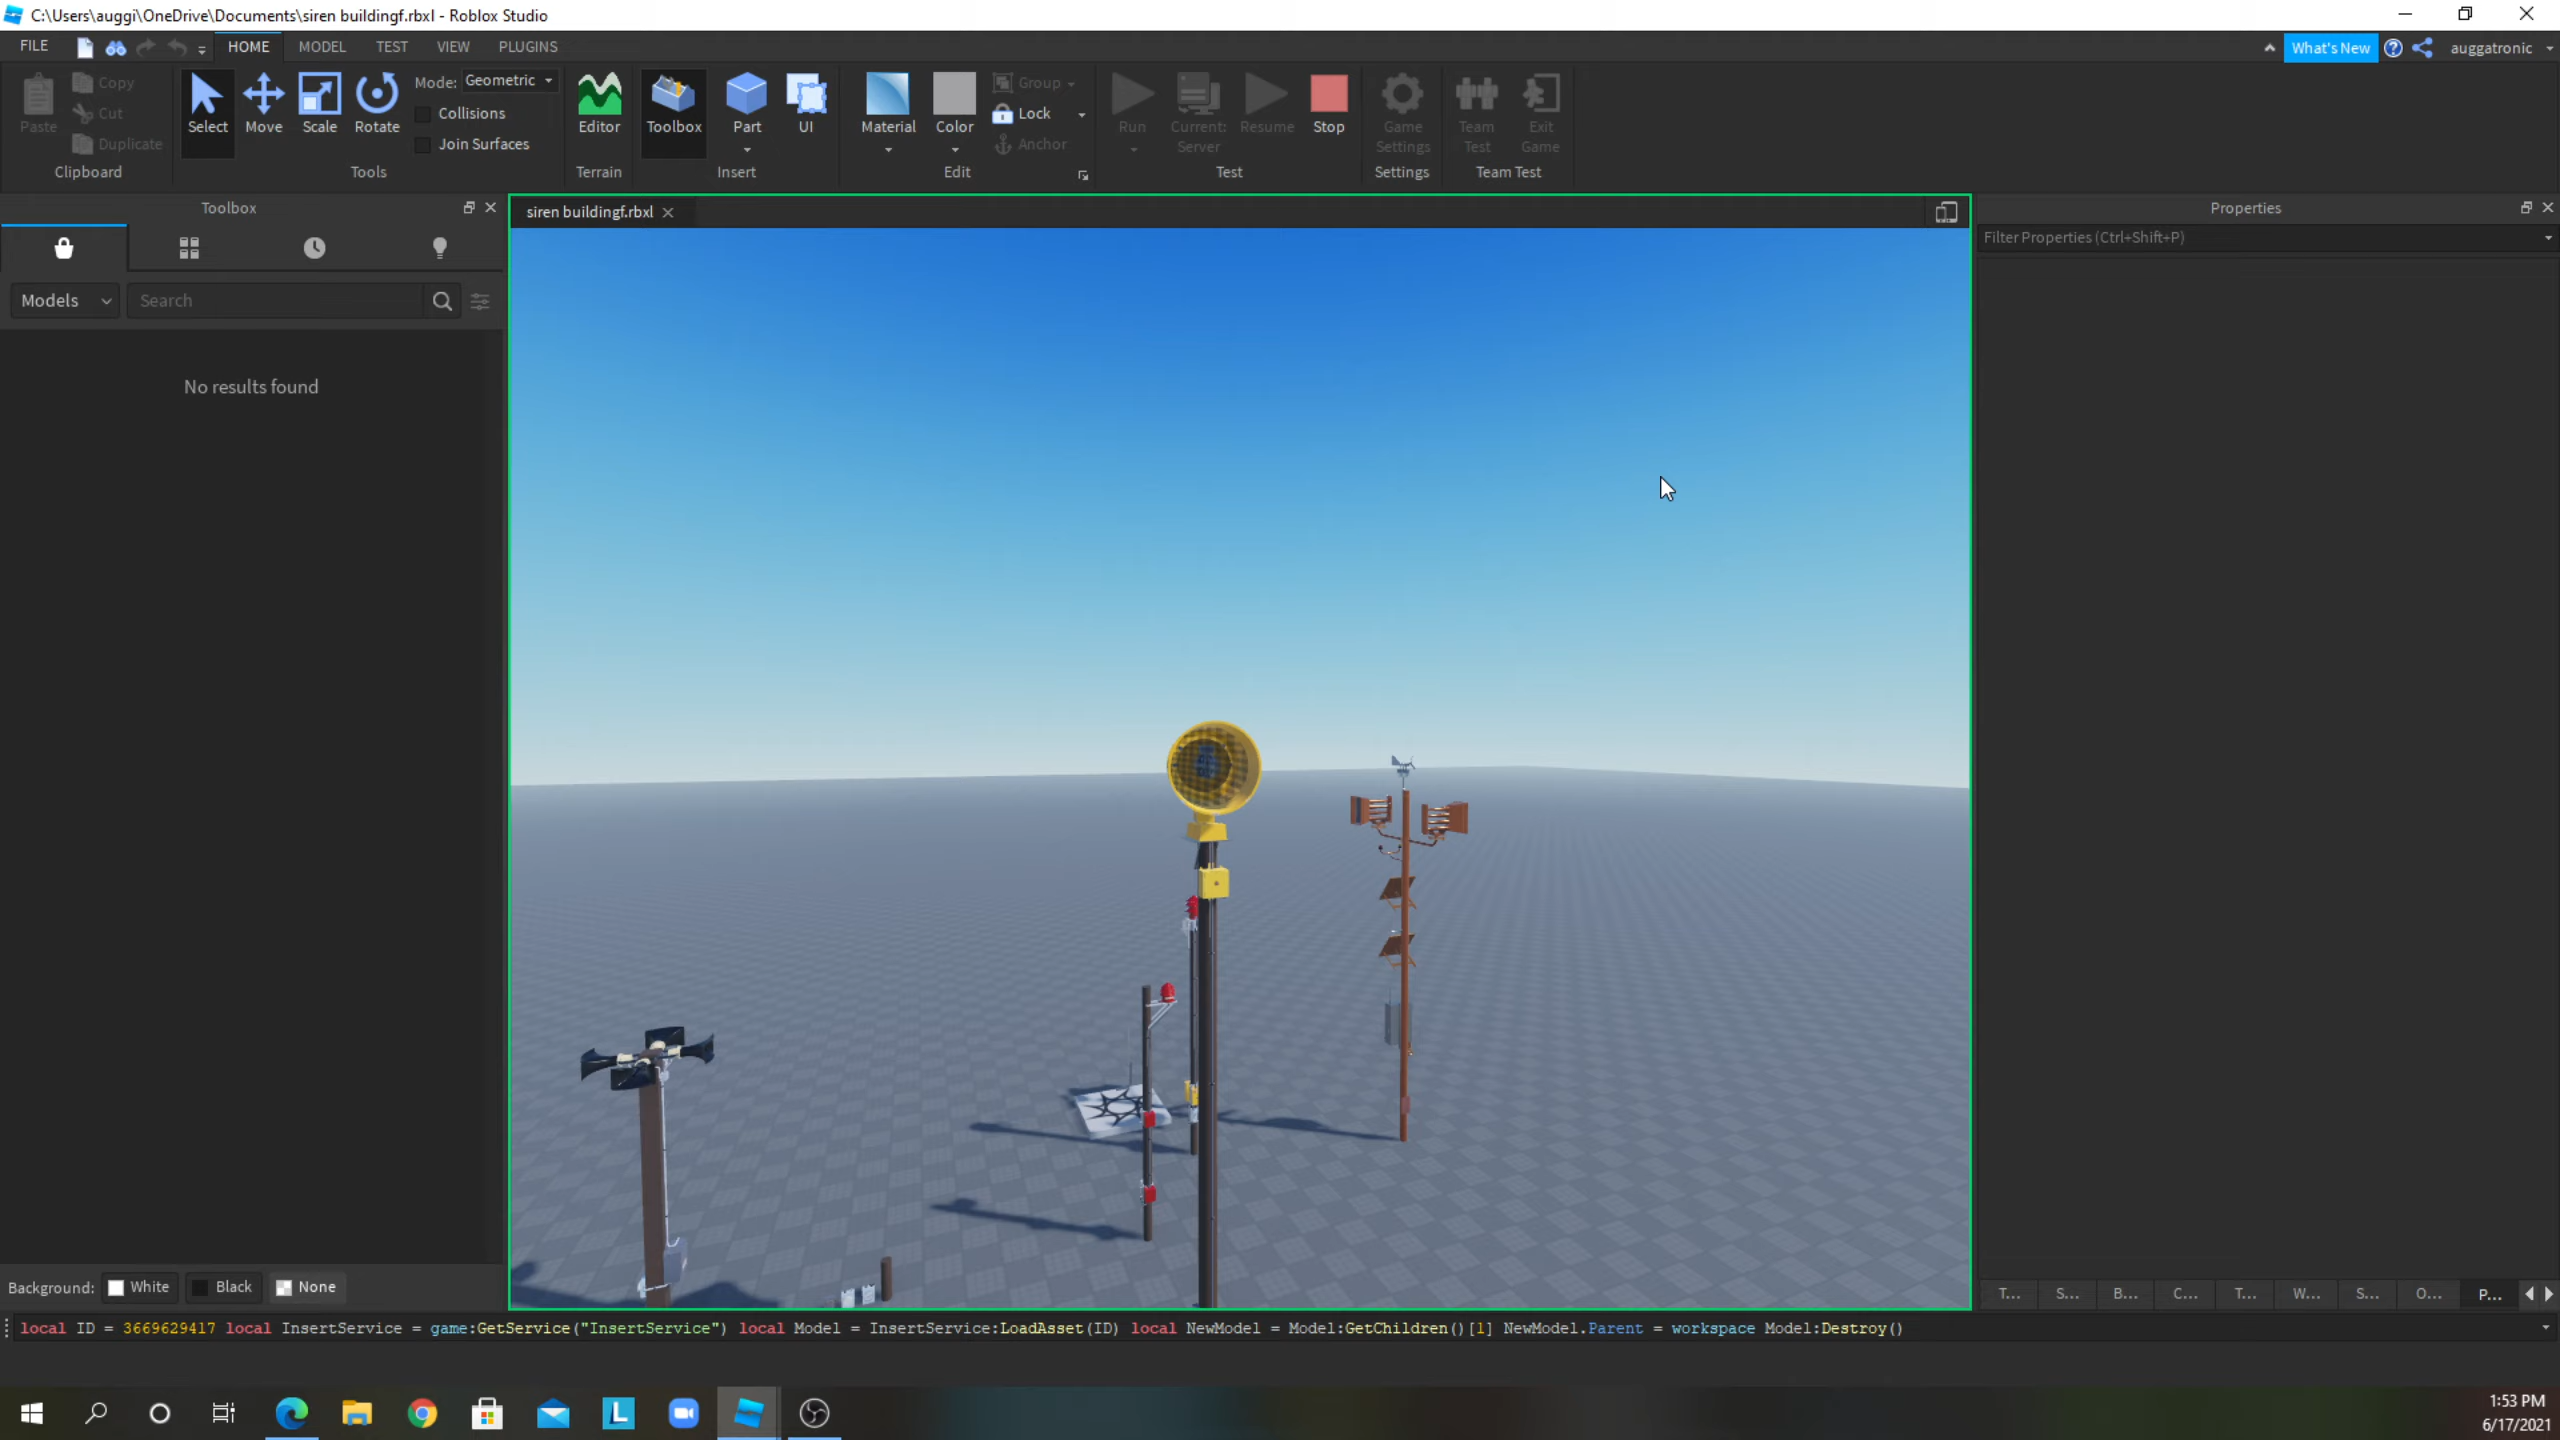 C:\Users\auggi\OneDrive\Documents\siren buildingf.rbxl - Roblox Studio
FILE HOME MODEL TEST VIEW PLUGINS What's New auggatronic
Paste Copy Cut Duplicate
Clipboard
Select Move Scale Rotate
Mode: Geometric
Collisions
Join Surfaces
Tools
Editor
Terrain
Toolbox Part UI
Insert
Material Color
Group
Lock
Anchor
Edit
Run
Current: Server
Resume
Stop
Test
Game Settings
Settings
Team Test
Exit Game
Team Test
Toolbox
siren buildingf.rbxl
Properties
Filter Properties (Ctrl+Shift+P)
Models
Search
No results found
Background: White Black None
T... S... B... C... T... W... S... O... P...
local ID = 3669629417 local InsertService = game:GetService("InsertService") local Model = InsertService:LoadAsset(ID) local NewModel = Model:GetChildren()[1] NewModel.Parent = workspace Model:Destroy()
L
1:53 PM
6/17/2021